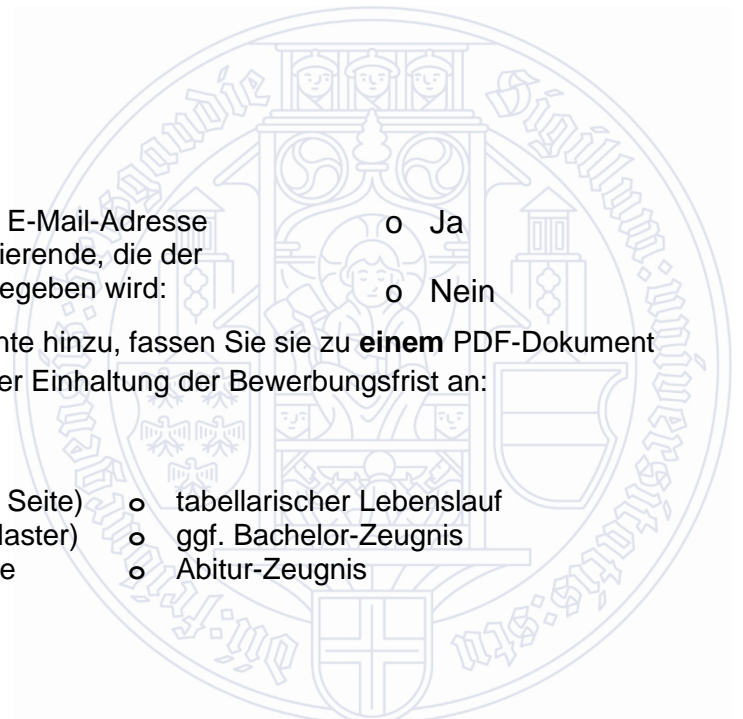 E-Mail-Adresse o Ja
ierende, die der
egeben wird: o Nein
nte hinzu, fassen Sie sie zu einem PDF-Dokument
er Einhaltung der Bewerbungsfrist an:
Seite) o tabellarischer Lebenslauf
laster) o ggf. Bachelor-Zeugnis
e o Abitur-Zeugnis